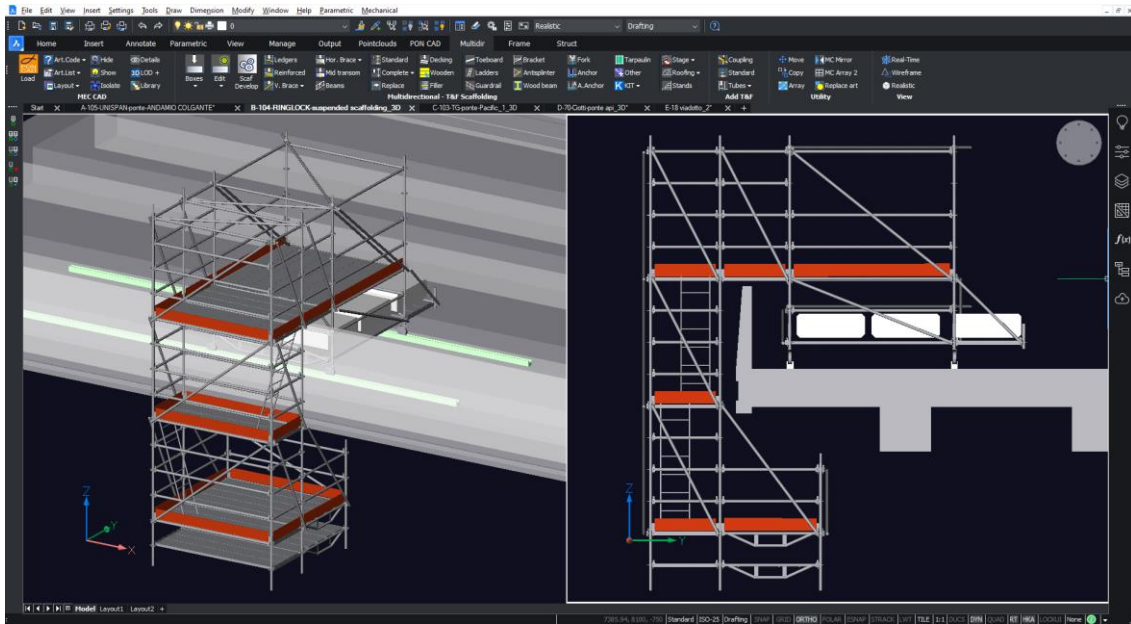 File Edit View Insert Settings Tools Draw Dimension Modify Window Help Parametric Mechanical
0 Realistic Drafting
Home Insert Annotate Parametric View Manage Output Pointclouds PON CAD Multidir Frame Struct
Load
Art.Code Hide Details
Art.List Show 3D LOD +
Layout Isolate Library
MEC CAD
Boxes Edit Scaf Develop
Ledgers Hor. Brace Standard Decking Toeboard Bracket Fork Tarpaulin Stage
Reinforced Mid transom Complete Wooden Ladders Antisplinter U.Anchor Other Roofing
Beams V. Brace Replace Filler Guardrail Wood beam A.Anchor KIT Stands
Multidirectional - T&F Scaffolding
Coupling
Standard
Tubes
Add T&F
Move MC Mirror
Copy MC Array 2
Array Replace art
Utility
Real-Time
Wireframe
Realistic
View
Start A-105-UNISPAN-ponte-ANDAMIO COLGANTE* B-104-RINGLOCK-suspended scaffolding_3D C-103-TG-ponte-Pacific_1_3D D-70-Ciotti-ponte api_3D* E-18 viadotto_2* +
Z
Y
X
Z
Y
f(x)
Model Layout1 Layout2 +
7385.94, 8100, -750 Standard ISO-25 Drafting SNAP GRID ORTHO POLAR ESNAP STRACK LWT TILE 1:1 DUCS DYN QUAD RT HKA LOCKUI None